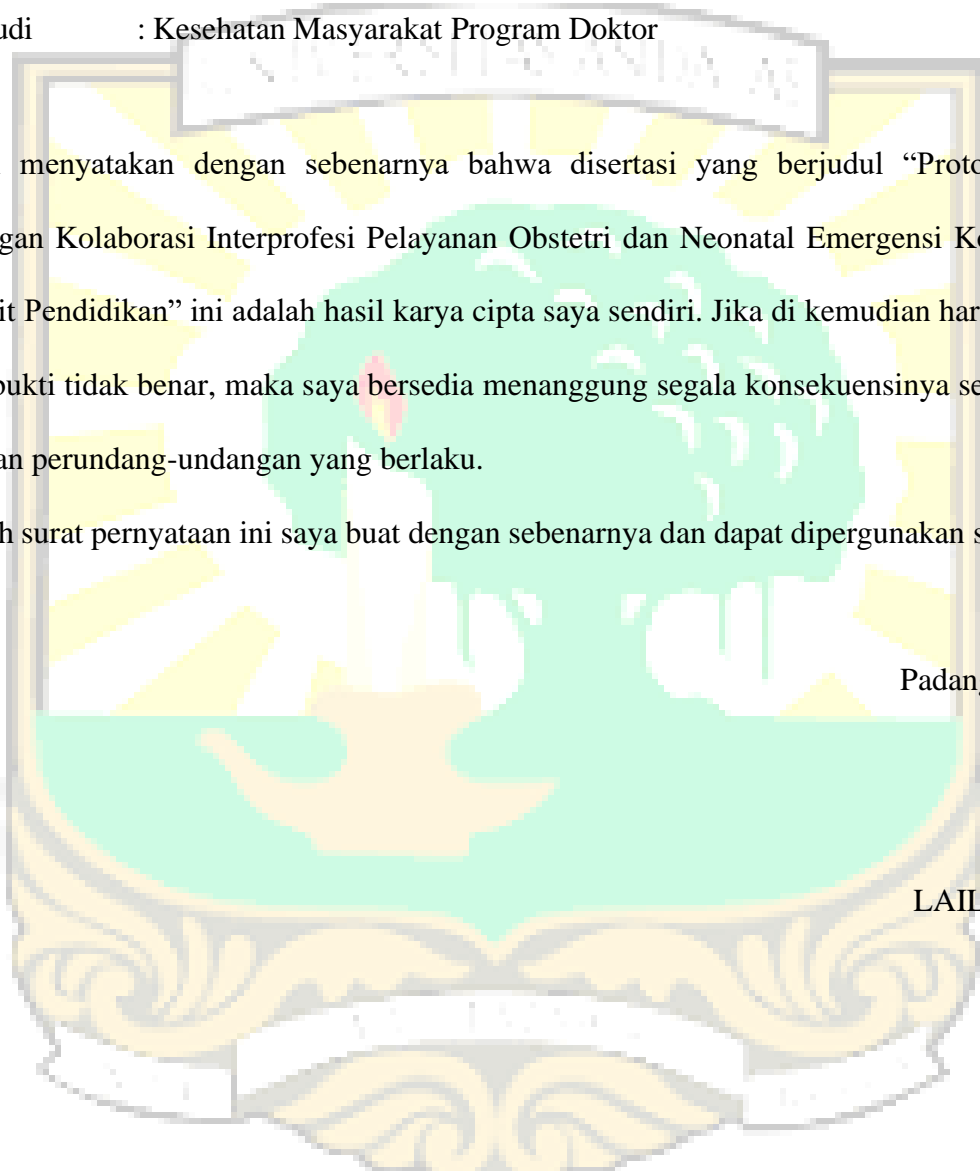 udi : Kesehatan Masyarakat Program Doktor
UNIVERSITAS ANDALAS
menyatakan dengan sebenarnya bahwa disertasi yang berjudul “Proto
gan Kolaborasi Interprofesi Pelayanan Obstetri dan Neonatal Emergensi Ko
it Pendidikan” ini adalah hasil karya cipta saya sendiri. Jika di kemudian har
bukti tidak benar, maka saya bersedia menanggung segala konsekuensinya se
an perundang-undangan yang berlaku.
h surat pernyataan ini saya buat dengan sebenarnya dan dapat dipergunakan s
Padang
LAIL